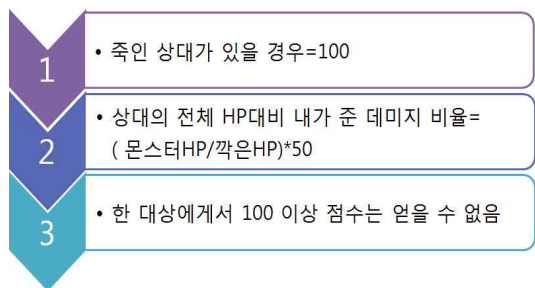 1
• 죽인 상대가 있을 경우=100
2
• 상대의 전체 HP대비 내가 준 데미지 비율=
( 몬스터HP/깍은HP)*50
3
• 한 대상에게서 100 이상 점수는 얻을 수 없음